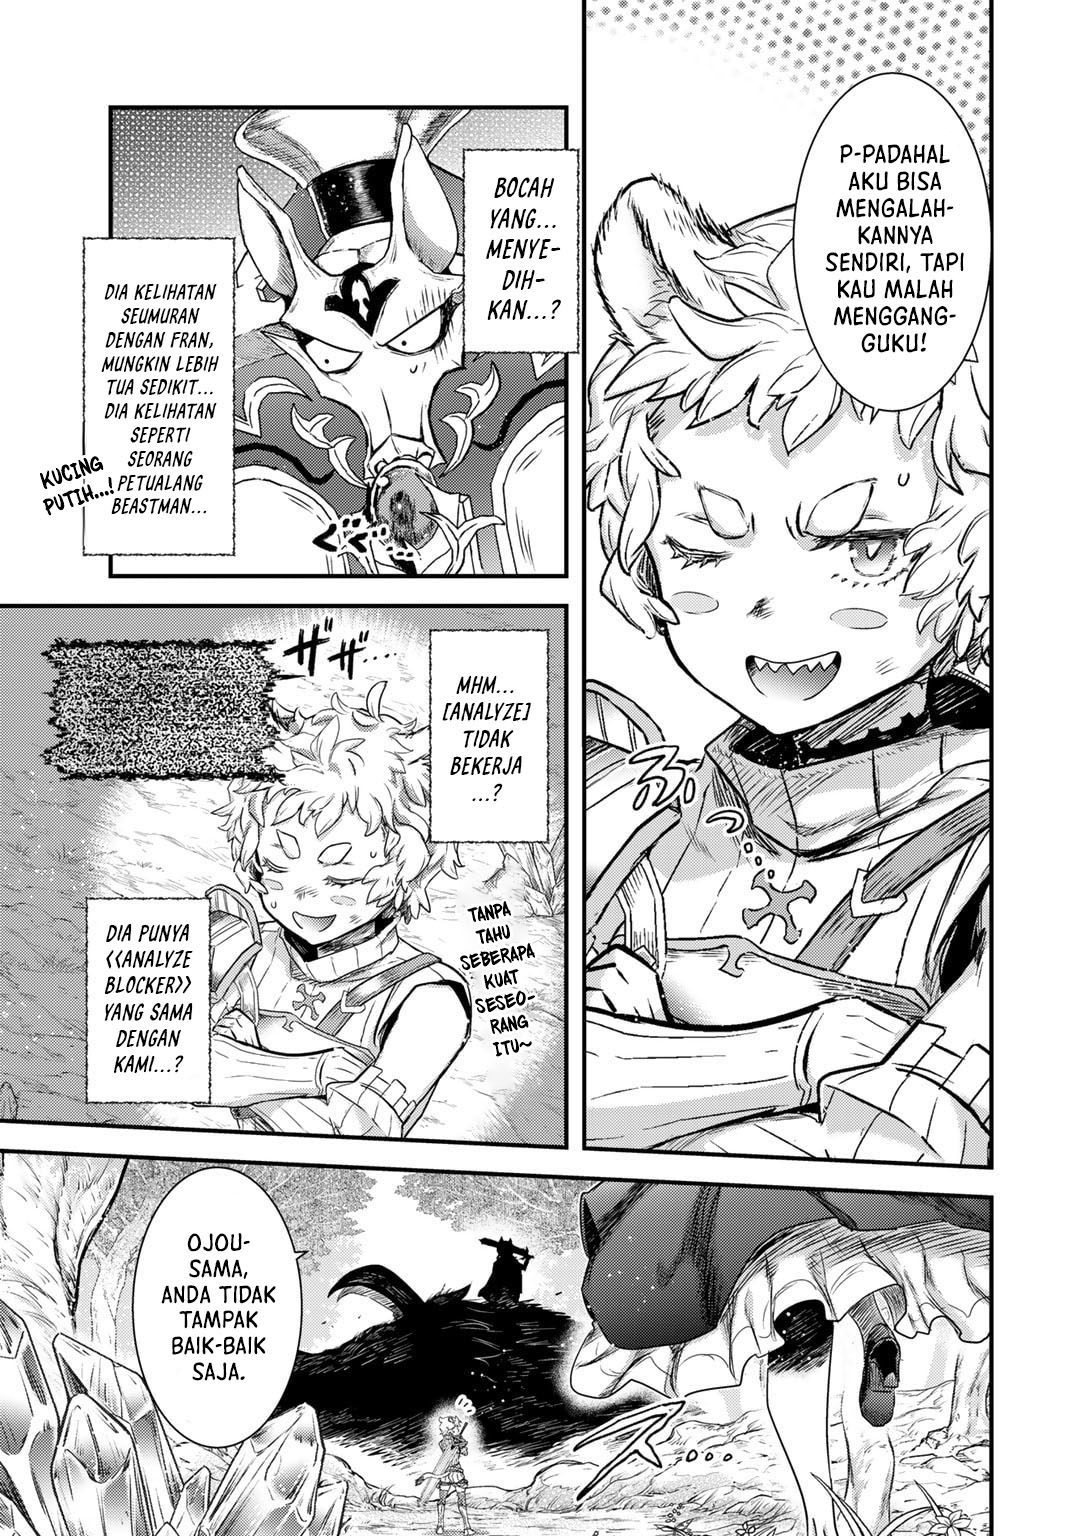 P-PADAHAL
AKU BISA
MENGALAH-
KANNYA
SENDIRI, TAPI
KAU MALAH
MENGGANG-
GUKU!
ふ
BOCAH
YANG...
MENYE-
DIH-
KAN...?
DIA KELIHATAN
SEUMURAN
DENGAN FRAN,
MUNGKIN LEBIH
TUA SEDIKIT...
DIA KELIHATAN
SEPERTI
SEORANG
PETUALANG
BEASTMAN...
KUCING
PUTIH...!
MHM...
[ANALYZE]
TIDAK
BEKERJA
...?
ザザ...
TANPA
TAHU
SEBERAPA
KUAT
SESEO-
RANG
ITU~
DIA PUNYA
<<ANALYZE
BLOCKER>>
YANG SAMA
DENGAN
KAMI...?
OJOU-
SAMA,
ANDA TIDAK
TAMPAK
BAIK-BAIK
SAJA.